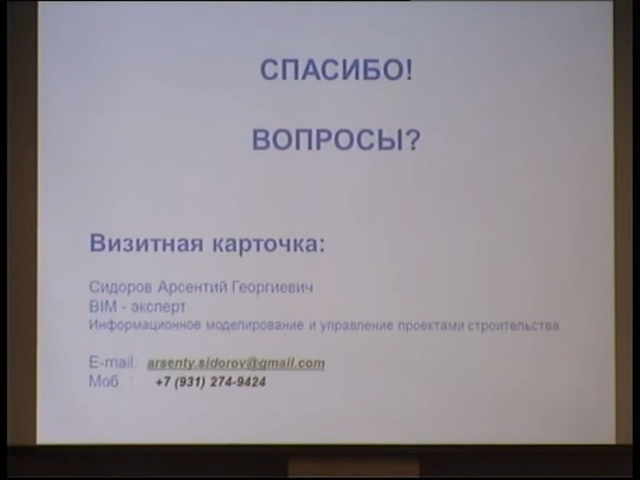 СПАСИБО!
ВОПРОСЫ?
Визитная карточка:
Сидоров Арсентий Георгиевич
BIM - эксперт
Информационное моделирование и управление проектами строительства
E-mail: arsenty.sidorov@gmail.com
Моб. : +7 (931) 274-9424